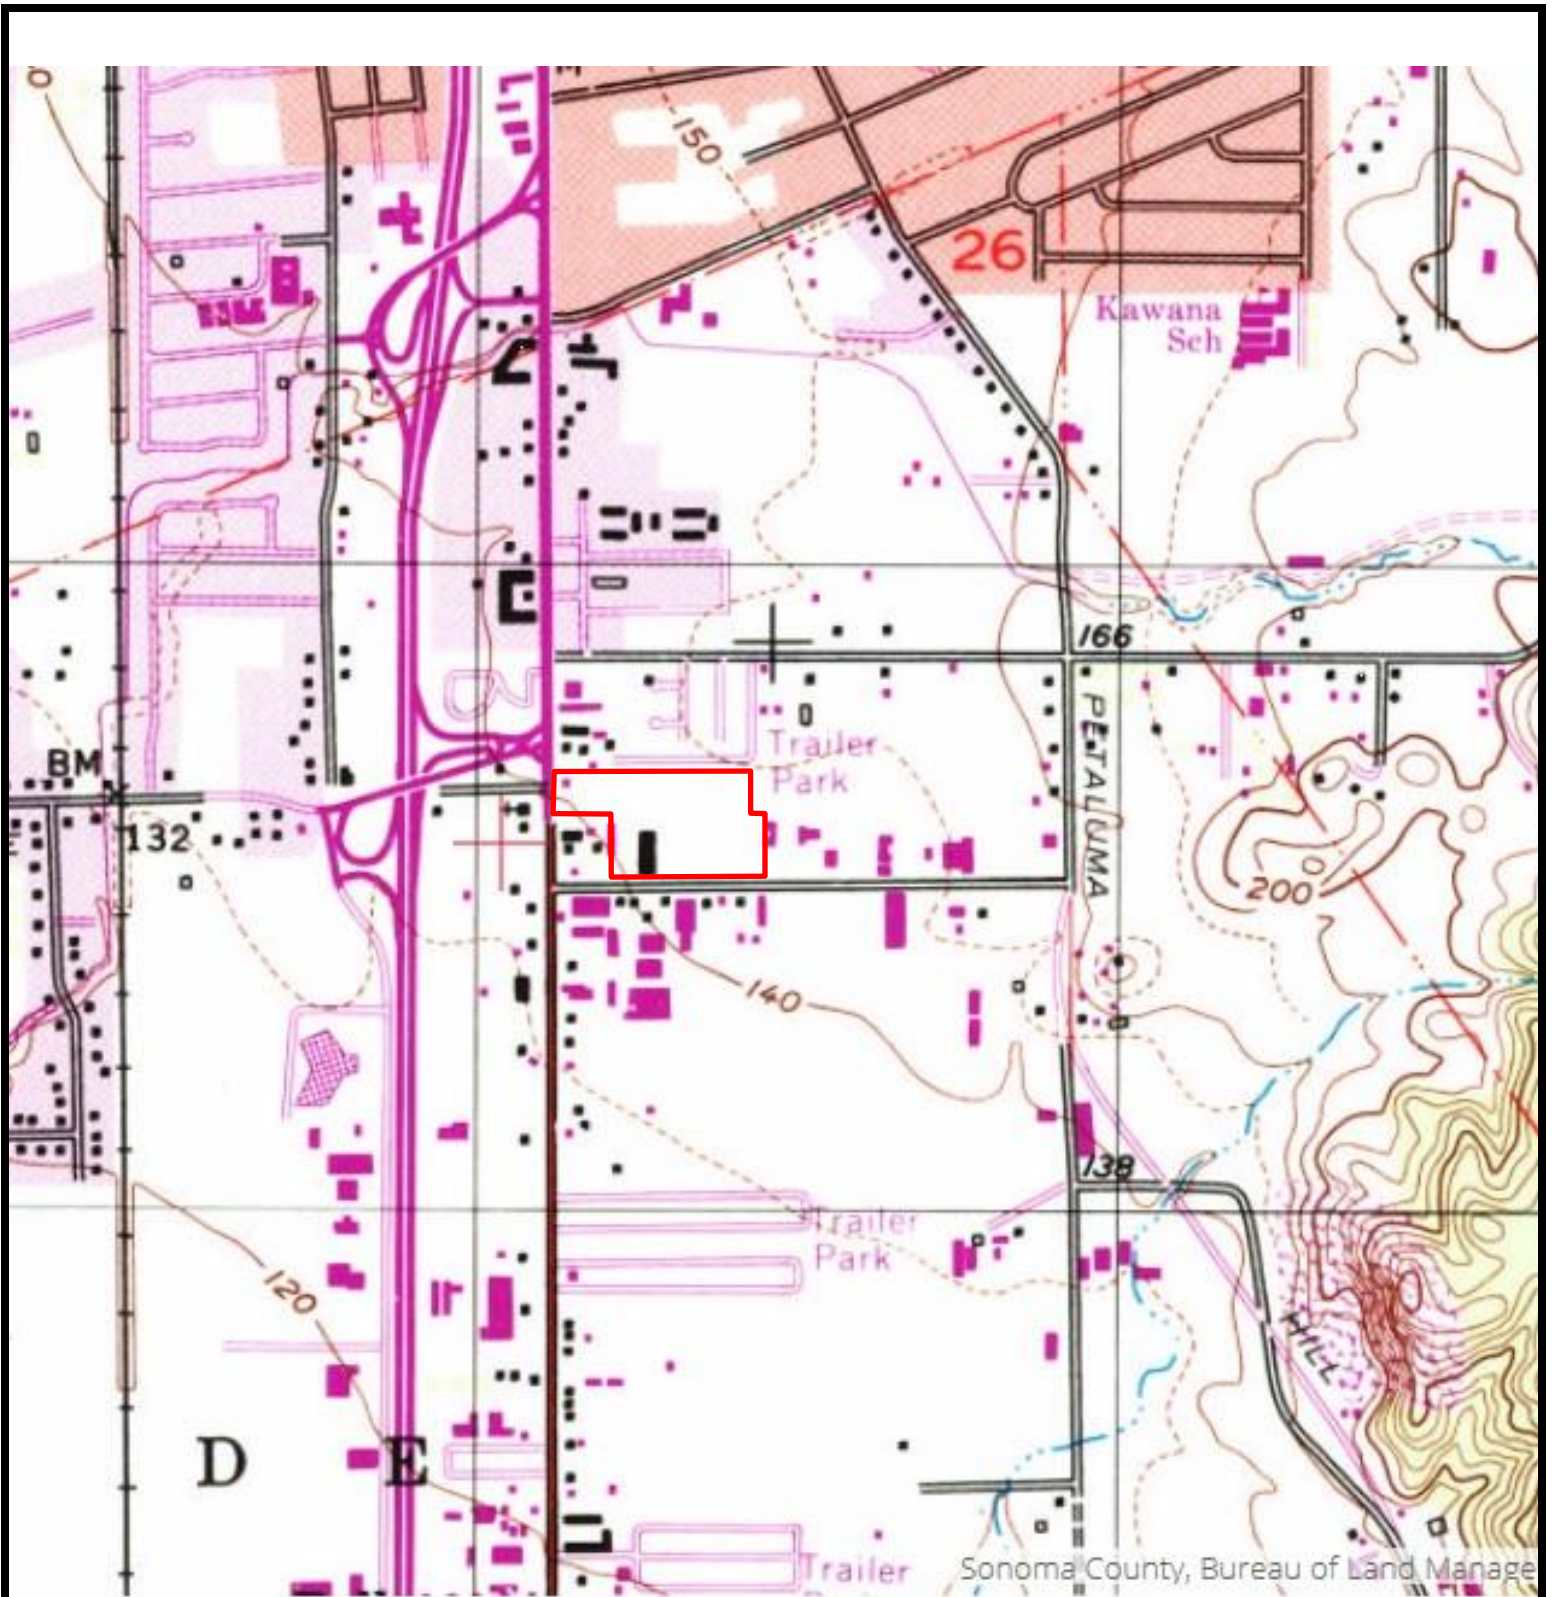 150
26
Kawana
Sch
166
PETALUMA
Trailer
Park
BM
132
200
140
138
Trailer
Park
120
HILL
D E
Trailer
Sonoma County, Bureau of Land Manage